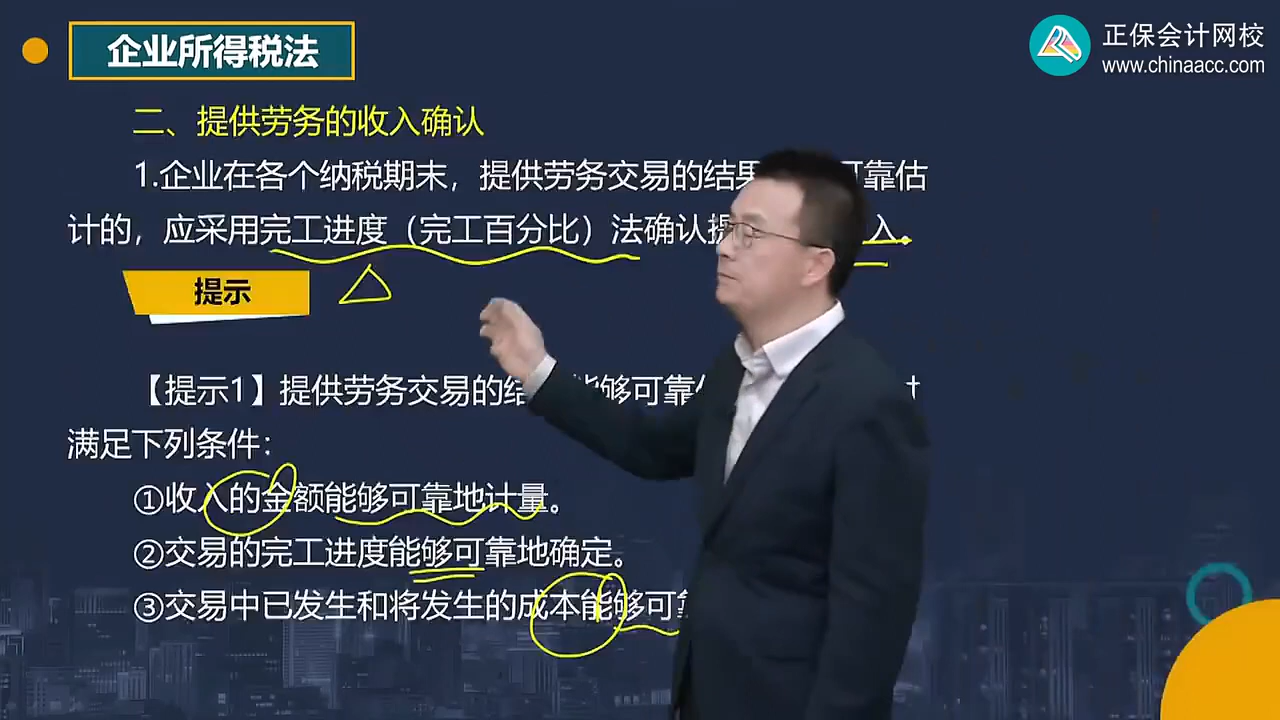 企业所得税法
正保会计网校
www.chinaacc.com
二、提供劳务的收入确认
1.企业在各个纳税期末，提供劳务交易的结果 可靠估
计的，应采用完工进度（完工百分比）法确认提 入。
提示
【提示1】提供劳务交易的结 能够可靠
满足下列条件：
①收入的金额能够可靠地计量。
②交易的完工进度能够可靠地确定。
③交易中已发生和将发生的成本能够可